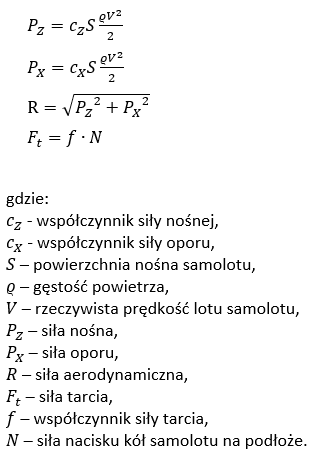 P_Z = c_Z S ϱV²/2
P_X = c_X S ϱV²/2
R = √(P_Z² + P_X²)
F_t = f · N
gdzie:
c_Z - współczynnik siły nośnej,
c_X - współczynnik siły oporu,
S – powierzchnia nośna samolotu,
ϱ – gęstość powietrza,
V – rzeczywista prędkość lotu samolotu,
P_Z – siła nośna,
P_X – siła oporu,
R – siła aerodynamiczna,
F_t – siła tarcia,
f – współczynnik siły tarcia,
N – siła nacisku kół samolotu na podłoże.